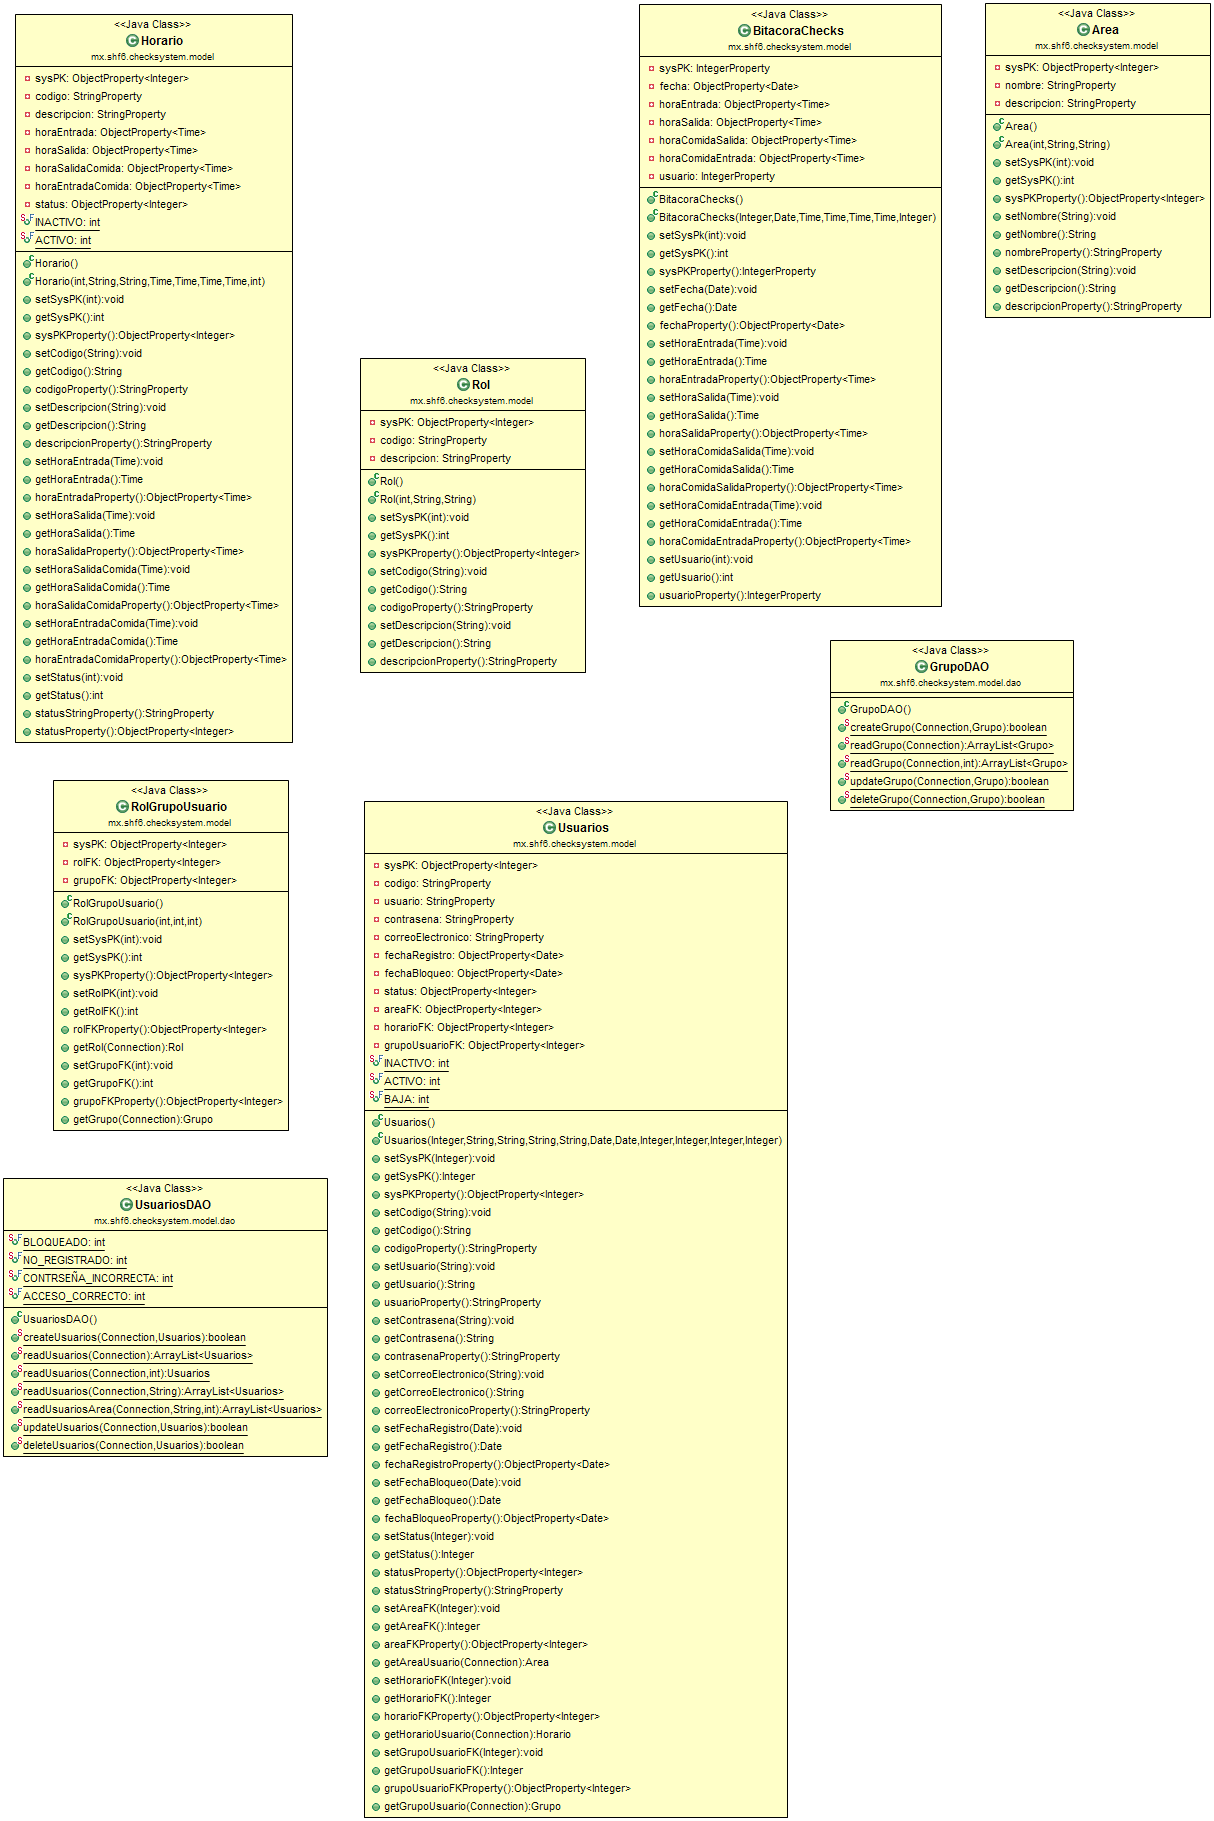 <<Java Class>>
Horario
mx.shf6.checksystem.model
sysPK: ObjectProperty<Integer>
codigo: StringProperty
descripcion: StringProperty
horaEntrada: ObjectProperty<Time>
horaSalida: ObjectProperty<Time>
horaSalidaComida: ObjectProperty<Time>
horaEntradaComida: ObjectProperty<Time>
status: ObjectProperty<Integer>
INACTIVO: int
ACTIVO: int
Horario()
Horario(int,String,String,Time,Time,Time,Time,int)
setSysPK(int):void
getSysPK():int
sysPKProperty():ObjectProperty<Integer>
setCodigo(String):void
getCodigo():String
codigoProperty():StringProperty
setDescripcion(String):void
getDescripcion():String
descripcionProperty():StringProperty
setHoraEntrada(Time):void
getHoraEntrada():Time
horaEntradaProperty():ObjectProperty<Time>
setHoraSalida(Time):void
getHoraSalida():Time
horaSalidaProperty():ObjectProperty<Time>
setHoraSalidaComida(Time):void
getHoraSalidaComida():Time
horaSalidaComidaProperty():ObjectProperty<Time>
setHoraEntradaComida(Time):void
getHoraEntradaComida():Time
horaEntradaComidaProperty():ObjectProperty<Time>
setStatus(int):void
getStatus():int
statusStringProperty():StringProperty
statusProperty():ObjectProperty<Integer>
<<Java Class>>
Rol
mx.shf6.checksystem.model
sysPK: ObjectProperty<Integer>
codigo: StringProperty
descripcion: StringProperty
Rol()
Rol(int,String,String)
setSysPK(int):void
getSysPK():int
sysPKProperty():ObjectProperty<Integer>
setCodigo(String):void
getCodigo():String
codigoProperty():StringProperty
setDescripcion(String):void
getDescripcion():String
descripcionProperty():StringProperty
<<Java Class>>
BitacoraChecks
mx.shf6.checksystem.model
sysPK: IntegerProperty
fecha: ObjectProperty<Date>
horaEntrada: ObjectProperty<Time>
horaSalida: ObjectProperty<Time>
horaComidaSalida: ObjectProperty<Time>
horaComidaEntrada: ObjectProperty<Time>
usuario: IntegerProperty
BitacoraChecks()
BitacoraChecks(Integer,Date,Time,Time,Time,Time,Integer)
setSysPk(int):void
getSysPK():int
sysPKProperty():IntegerProperty
setFecha(Date):void
getFecha():Date
fechaProperty():ObjectProperty<Date>
setHoraEntrada(Time):void
getHoraEntrada():Time
horaEntradaProperty():ObjectProperty<Time>
setHoraSalida(Time):void
getHoraSalida():Time
horaSalidaProperty():ObjectProperty<Time>
setHoraComidaSalida(Time):void
getHoraComidaSalida():Time
horaComidaSalidaProperty():ObjectProperty<Time>
setHoraComidaEntrada(Time):void
getHoraComidaEntrada():Time
horaComidaEntradaProperty():ObjectProperty<Time>
setUsuario(int):void
getUsuario():int
usuarioProperty():IntegerProperty
<<Java Class>>
Area
mx.shf6.checksystem.model
sysPK: ObjectProperty<Integer>
nombre: StringProperty
descripcion: StringProperty
Area()
Area(int,String,String)
setSysPK(int):void
getSysPK():int
sysPKProperty():ObjectProperty<Integer>
setNombre(String):void
getNombre():String
nombreProperty():StringProperty
setDescripcion(String):void
getDescripcion():String
descripcionProperty():StringProperty
<<Java Class>>
GrupoDAO
mx.shf6.checksystem.model.dao
GrupoDAO()
createGrupo(Connection,Grupo):boolean
readGrupo(Connection):ArrayList<Grupo>
readGrupo(Connection,int):ArrayList<Grupo>
updateGrupo(Connection,Grupo):boolean
deleteGrupo(Connection,Grupo):boolean
<<Java Class>>
RolGrupoUsuario
mx.shf6.checksystem.model
sysPK: ObjectProperty<Integer>
rolFK: ObjectProperty<Integer>
grupoFK: ObjectProperty<Integer>
RolGrupoUsuario()
RolGrupoUsuario(int,int,int)
setSysPK(int):void
getSysPK():int
sysPKProperty():ObjectProperty<Integer>
setRolPK(int):void
getRolFK():int
rolFKProperty():ObjectProperty<Integer>
getRol(Connection):Rol
setGrupoFK(int):void
getGrupoFK():int
grupoFKProperty():ObjectProperty<Integer>
getGrupo(Connection):Grupo
<<Java Class>>
UsuariosDAO
mx.shf6.checksystem.model.dao
BLOQUEADO: int
NO_REGISTRADO: int
CONTRSEÑA_INCORRECTA: int
ACCESO_CORRECTO: int
UsuariosDAO()
createUsuarios(Connection,Usuarios):boolean
readUsuarios(Connection):ArrayList<Usuarios>
readUsuarios(Connection,int):Usuarios
readUsuarios(Connection,String):ArrayList<Usuarios>
readUsuariosArea(Connection,String,int):ArrayList<Usuarios>
updateUsuarios(Connection,Usuarios):boolean
deleteUsuarios(Connection,Usuarios):boolean
<<Java Class>>
Usuarios
mx.shf6.checksystem.model
sysPK: ObjectProperty<Integer>
codigo: StringProperty
usuario: StringProperty
contrasena: StringProperty
correoElectronico: StringProperty
fechaRegistro: ObjectProperty<Date>
fechaBloqueo: ObjectProperty<Date>
status: ObjectProperty<Integer>
areaFK: ObjectProperty<Integer>
horarioFK: ObjectProperty<Integer>
grupoUsuarioFK: ObjectProperty<Integer>
INACTIVO: int
ACTIVO: int
BAJA: int
Usuarios()
Usuarios(Integer,String,String,String,String,Date,Date,Integer,Integer,Integer,Integer)
setSysPK(Integer):void
getSysPK():Integer
sysPKProperty():ObjectProperty<Integer>
setCodigo(String):void
getCodigo():String
codigoProperty():StringProperty
setUsuario(String):void
getUsuario():String
usuarioProperty():StringProperty
setContrasena(String):void
getContrasena():String
contrasenaProperty():StringProperty
setCorreoElectronico(String):void
getCorreoElectronico():String
correoElectronicoProperty():StringProperty
setFechaRegistro(Date):void
getFechaRegistro():Date
fechaRegistroProperty():ObjectProperty<Date>
setFechaBloqueo(Date):void
getFechaBloqueo():Date
fechaBloqueoProperty():ObjectProperty<Date>
setStatus(Integer):void
getStatus():Integer
statusProperty():ObjectProperty<Integer>
statusStringProperty():StringProperty
setAreaFK(Integer):void
getAreaFK():Integer
areaFKProperty():ObjectProperty<Integer>
getAreaUsuario(Connection):Area
setHorarioFK(Integer):void
getHorarioFK():Integer
horarioFKProperty():ObjectProperty<Integer>
getHorarioUsuario(Connection):Horario
setGrupoUsuarioFK(Integer):void
getGrupoUsuarioFK():Integer
grupoUsuarioFKProperty():ObjectProperty<Integer>
getGrupoUsuario(Connection):Grupo